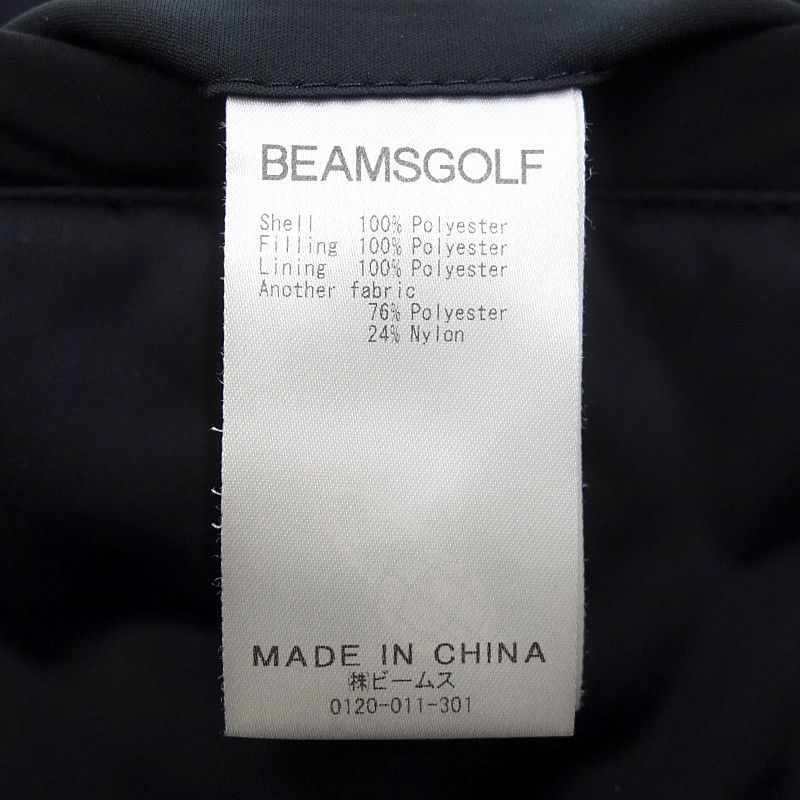 BEAMSGOLF
Shell 100% Polyester
Filling 100% Polyester
Lining 100% Polyester
Another fabric
76% Polyester
24% Nylon
MADE IN CHINA
㈱ビームス
0120-011-301